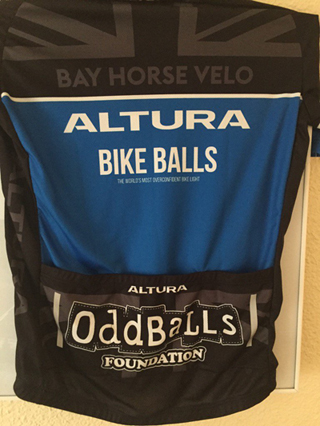 BAY HORSE VELO
ALTURA
BIKE BALLS
THE WORLD'S MOST OVERCONFIDENT BIKE LIGHT
ALTURA
OddBaLLs
FOUNDATION